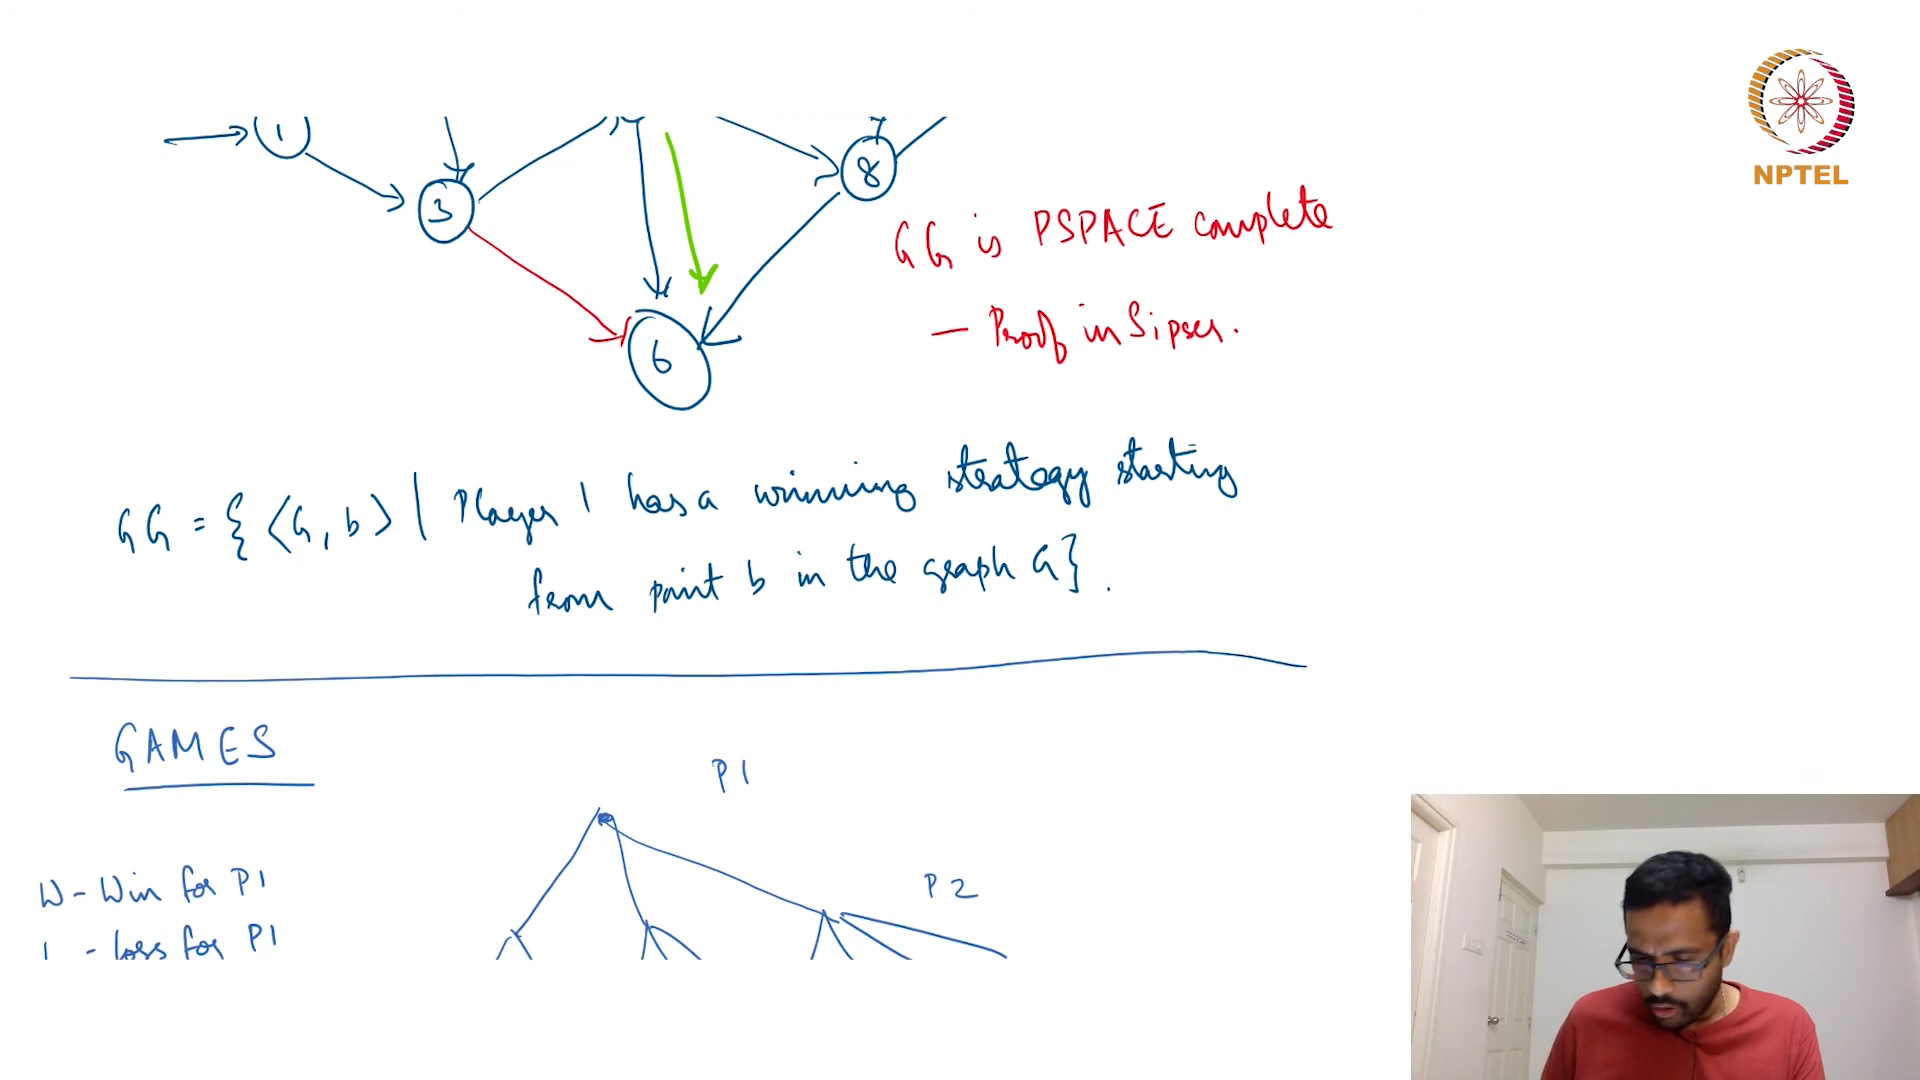 1
3
8
6
NPTEL
GG is PSPACE complete
— Proof in Sipser.
GG = {⟨G, b⟩ | Player 1 has a winning strategy starting
from point b in the graph G}.
GAMES
P1
P2
W - Win for P1
L - loss for P1